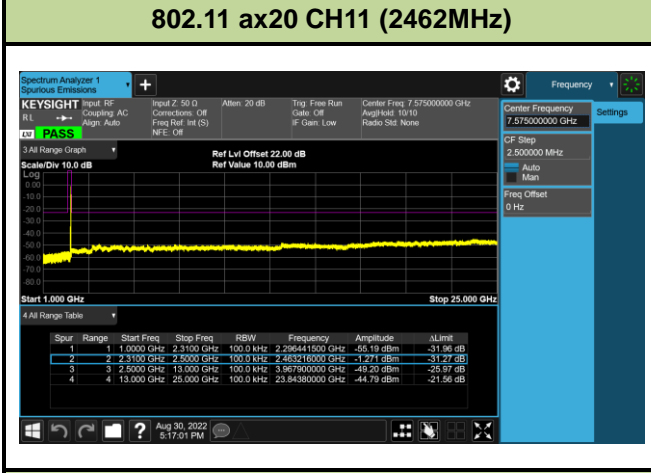 802.11 ax20 CH11 (2462MHz)
Spectrum Analyzer 1
Spurious Emissions
Frequency
KEYSIGHT Input: RF Input Z: 50 Ω Atten: 20 dB Trig: Free Run Center Freq: 7.575000000 GHz
RL Coupling: AC Corrections: Off Gate: Off Avg|Hold: 10/10
Align: Auto Freq Ref: Int (S) IF Gain: Low Radio Std: None
LXI PASS NFE: Off
Center Frequency
7.575000000 GHz
Settings
CF Step
2.500000 MHz
Auto
Man
Freq Offset
0 Hz
3 All Range Graph
Ref Lvl Offset 22.00 dB
Scale/Div 10.0 dB Ref Value 10.00 dBm
Log
0.00
-10.0
-20.0
-30.0
-40.0
-50.0
-60.0
-70.0
-80.0
Start 1.000 GHz Stop 25.000 GHz
4 All Range Table
Spur Range Start Freq Stop Freq RBW Frequency Amplitude ΔLimit
1 1 1.0000 GHz 2.3100 GHz 100.0 kHz 2.296441500 GHz -55.19 dBm -31.96 dB
2 2 2.3100 GHz 2.5000 GHz 100.0 kHz 2.463216000 GHz -1.271 dBm -31.27 dB
3 3 2.5000 GHz 13.000 GHz 100.0 kHz 3.967900000 GHz -49.20 dBm -25.97 dB
4 4 13.000 GHz 25.000 GHz 100.0 kHz 23.84380000 GHz -44.79 dBm -21.56 dB
? Aug 30, 2022
5:17:01 PM